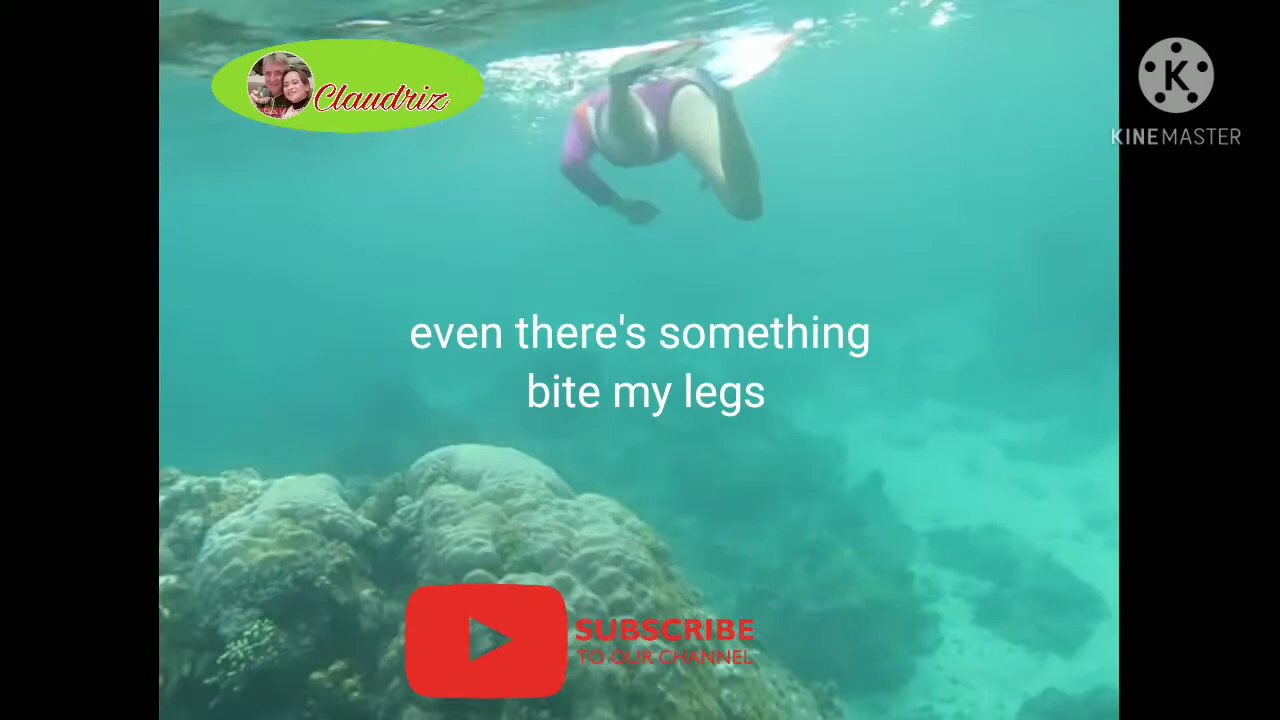 Claudriz
K
KINEMASTER
even there's something
bite my legs
SUBSCRIBE
TO OUR CHANNEL